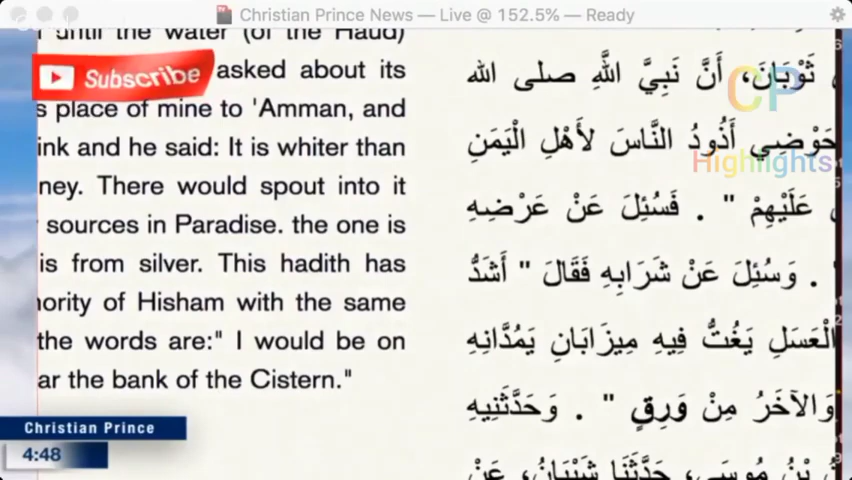 Christian Prince News — Live @ 152.5% — Ready
until the water (of the Haud)
Subscribe
asked about its
s place of mine to 'Amman, and
ink and he said: It is whiter than
ney. There would spout into it
sources in Paradise. the one is
is from silver. This hadith has
ority of Hisham with the same
the words are:" I would be on
ar the bank of the Cistern."
ثَوْبَانَ، أَنَّ نَبِيَّ اللَّهِ صلى الله
حَوْضِي أَذُودُ النَّاسَ لأَهْلِ الْيَمَنِ
عَلَيْهِمْ " . فَسُئِلَ عَنْ عَرْضِهِ
" . وَسُئِلَ عَنْ شَرَابِهِ فَقَالَ " أَشَدُّ
الْعَسَلِ يَغُتُّ فِيهِ مِيزَابَانِ يَمُدَّانِهِ
وَالآخَرُ مِنْ وَرِقٍ " . وَحَدَّثَنِيهِ
بْنُ مُوسَى، حَدَّثَنَا شَيْبَانُ، عَنْ
CP
Highlights
Christian Prince
4:48